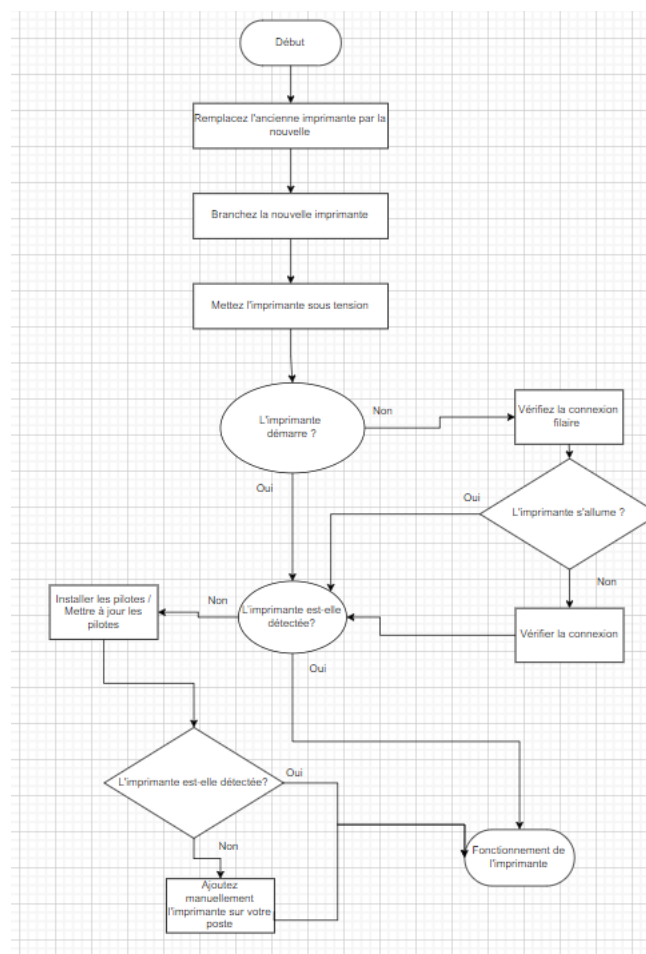 Début
Remplacez l'ancienne imprimante par la
nouvelle
Branchez la nouvelle imprimante
Mettez l'imprimante sous tension
L'imprimante
démarre ?
Non
Vérifiez la connexion
filaire
Oui
Oui
L'imprimante s'allume ?
Non
Installer les pilotes /
Mettre à jour les
pilotes
Non
L'imprimante est-elle
détectée?
Vérifier la connexion
Oui
L'imprimante est-elle détectée?
Oui
Non
Fonctionnement de
l'imprimante
Ajoutez
manuellement
l'imprimante sur votre
poste